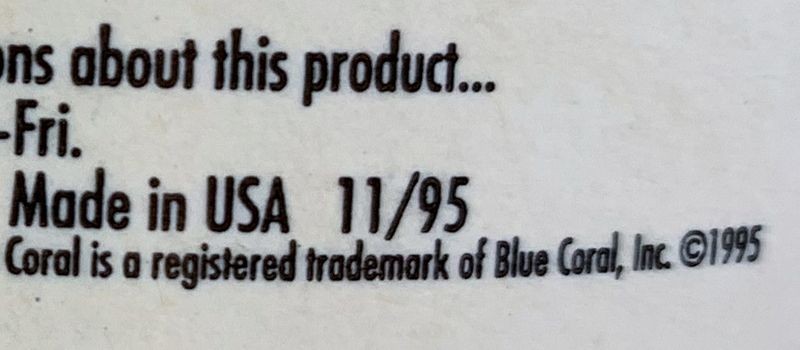 ons about this product...
-Fri.
Made in USA 11/95
Coral is a registered trademark of Blue Coral, Inc. ©1995